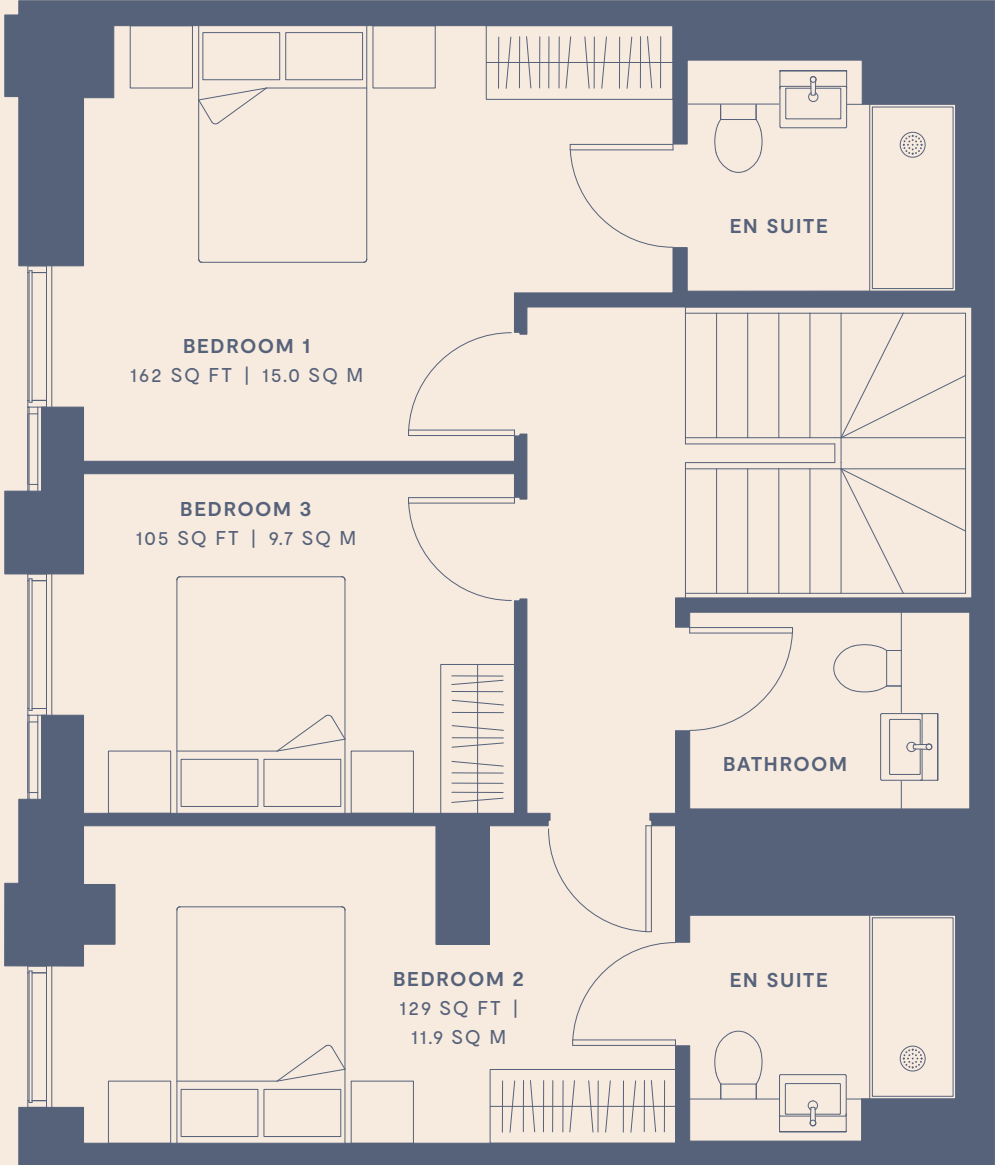 EN SUITE
BEDROOM 1
162 SQ FT | 15.0 SQ M
BEDROOM 3
105 SQ FT | 9.7 SQ M
BATHROOM
BEDROOM 2
129 SQ FT |
11.9 SQ M
EN SUITE